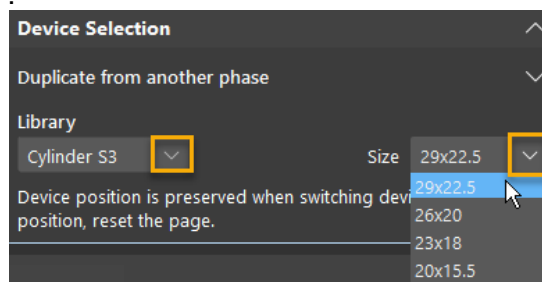 Device Selection
Duplicate from another phase
Library
Cylinder S3 Size 29x22.5
Device position is preserved when switching 29x22.5
position, reset the page. 26x20
23x18
20x15.5